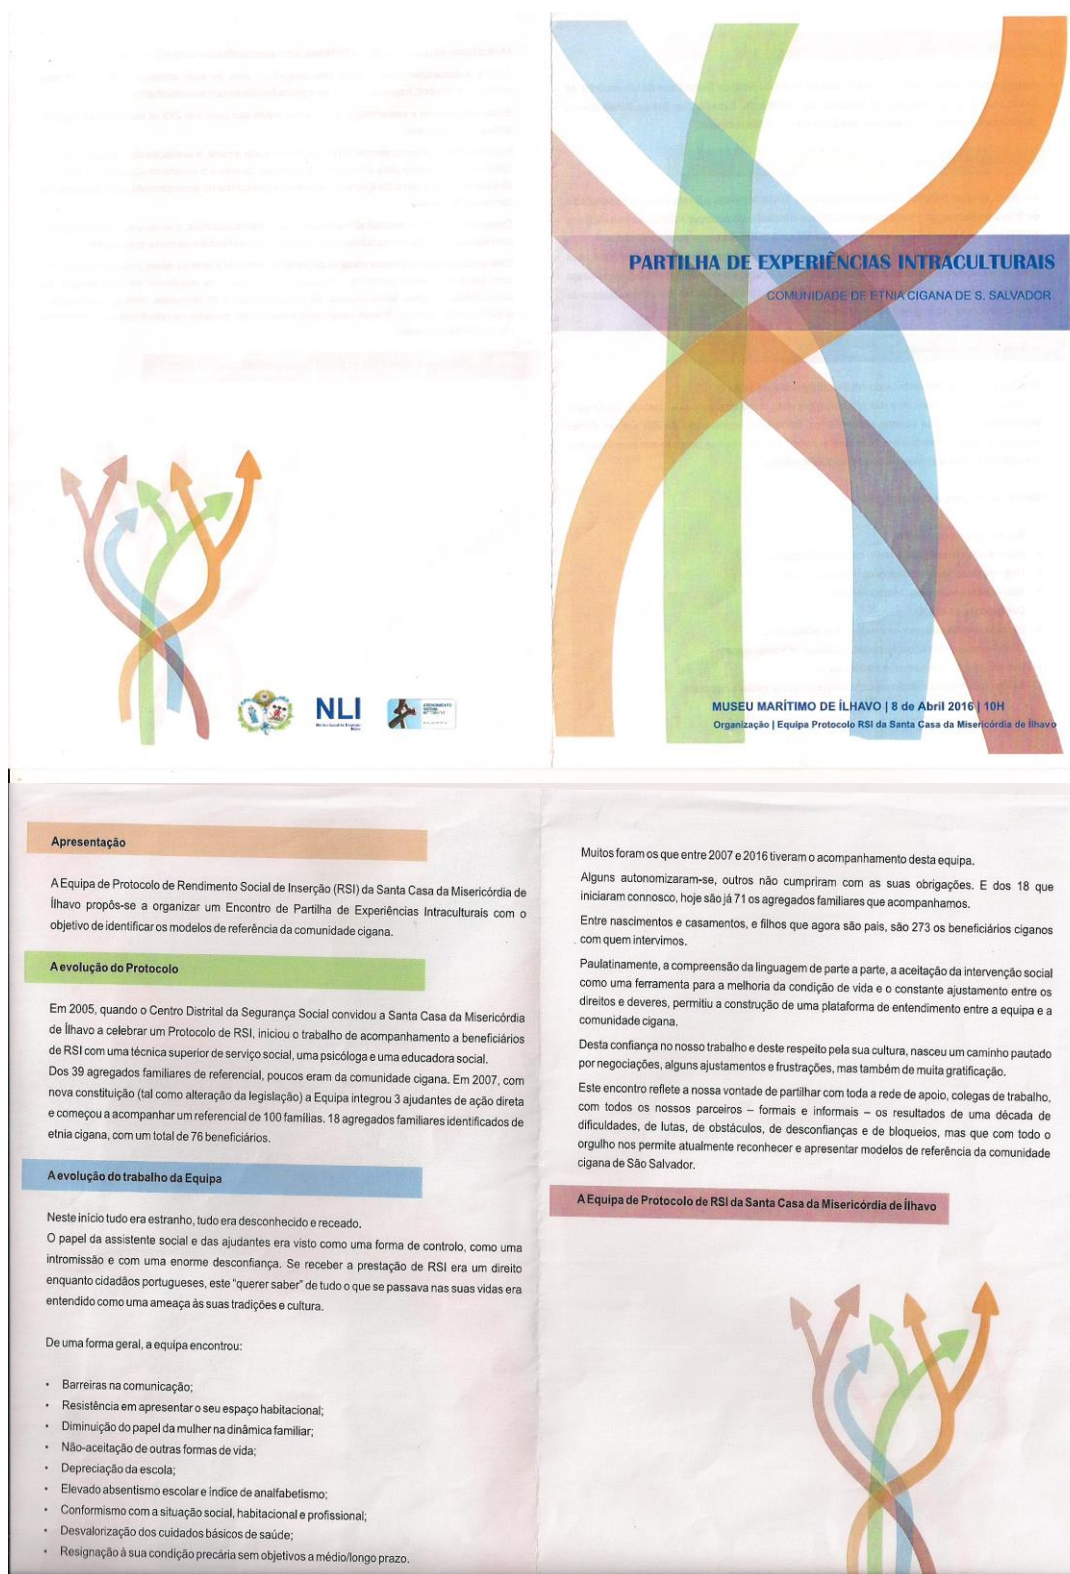 PARTILHA DE EXPERIÊNCIAS INTRACULTURAIS
COMUNIDADE DE ETNIA CIGANA DE S. SALVADOR
NLI
MUSEU MARÍTIMO DE ÍLHAVO | 8 de Abril 2016 | 10H
Organização | Equipa Protocolo RSI da Santa Casa da Misericórdia de Ílhavo
Apresentação
A Equipa de Protocolo de Rendimento Social de Inserção (RSI) da Santa Casa da Misericórdia de
Ílhavo propôs-se a organizar um Encontro de Partilha de Experiências Intraculturais com o
objetivo de identificar os modelos de referência da comunidade cigana.
A evolução do Protocolo
Em 2005, quando o Centro Distrital da Segurança Social convidou a Santa Casa da Misericórdia
de Ílhavo a celebrar um Protocolo de RSI, iniciou o trabalho de acompanhamento a beneficiários
de RSI com uma técnica superior de serviço social, uma psicóloga e uma educadora social.
Dos 39 agregados familiares de referencial, poucos eram da comunidade cigana. Em 2007, com
nova constituição (tal como alteração da legislação) a Equipa integrou 3 ajudantes de ação direta
e começou a acompanhar um referencial de 100 famílias. 18 agregados familiares identificados de
etnia cigana, com um total de 76 beneficiários.
A evolução do trabalho da Equipa
Neste início tudo era estranho, tudo era desconhecido e receado.
O papel da assistente social e das ajudantes era visto como uma forma de controlo, como uma
intromissão e com uma enorme desconfiança. Se receber a prestação de RSI era um direito
enquanto cidadãos portugueses, este "querer saber" de tudo o que se passava nas suas vidas era
entendido como uma ameaça às suas tradições e cultura.
De uma forma geral, a equipa encontrou:
• Barreiras na comunicação;
• Resistência em apresentar o seu espaço habitacional;
• Diminuição do papel da mulher na dinâmica familiar;
• Não-aceitação de outras formas de vida;
• Depreciação da escola;
• Elevado absentismo escolar e índice de analfabetismo;
• Conformismo com a situação social, habitacional e profissional;
• Desvalorização dos cuidados básicos de saúde;
• Resignação à sua condição precária sem objetivos a médio/longo prazo.
Muitos foram os que entre 2007 e 2016 tiveram o acompanhamento desta equipa.
Alguns autonomizaram-se, outros não cumpriram com as suas obrigações. E dos 18 que
iniciaram connosco, hoje são já 71 os agregados familiares que acompanhamos.
Entre nascimentos e casamentos, e filhos que agora são pais, são 273 os beneficiários ciganos
com quem intervimos.
Paulatinamente, a compreensão da linguagem de parte a parte, a aceitação da intervenção social
como uma ferramenta para a melhoria da condição de vida e o constante ajustamento entre os
direitos e deveres, permitiu a construção de uma plataforma de entendimento entre a equipa e a
comunidade cigana.
Desta confiança no nosso trabalho e deste respeito pela sua cultura, nasceu um caminho pautado
por negociações, alguns ajustamentos e frustrações, mas também de muita gratificação.
Este encontro reflete a nossa vontade de partilhar com toda a rede de apoio, colegas de trabalho,
com todos os nossos parceiros – formais e informais – os resultados de uma década de
dificuldades, de lutas, de obstáculos, de desconfianças e de bloqueios, mas que com todo o
orgulho nos permite atualmente reconhecer e apresentar modelos de referência da comunidade
cigana de São Salvador.
A Equipa de Protocolo de RSI da Santa Casa da Misericórdia de Ílhavo